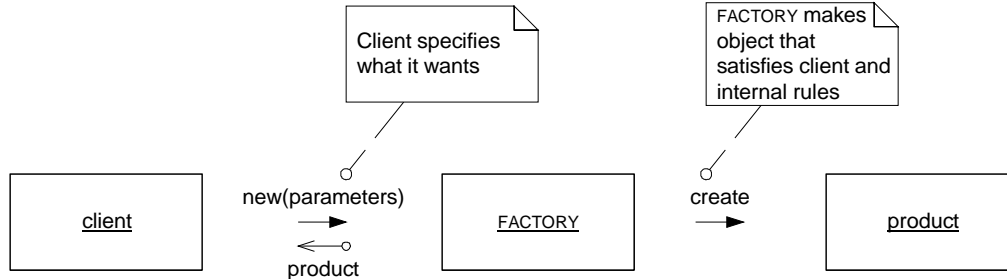 Client specifies
what it wants
FACTORY makes
object that
satisfies client and
internal rules
client
new(parameters)
product
FACTORY
create
product